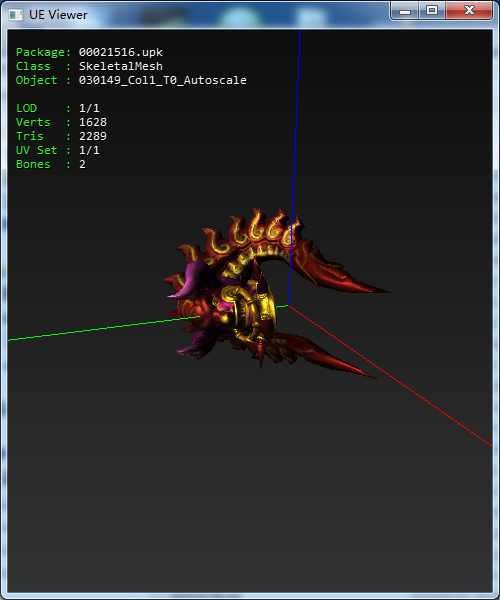 UE Viewer
Package: 00021516.upk
Class : SkeletalMesh
Object : 030149_Col1_T0_Autoscale
LOD : 1/1
Verts : 1628
Tris : 2289
UV Set : 1/1
Bones : 2